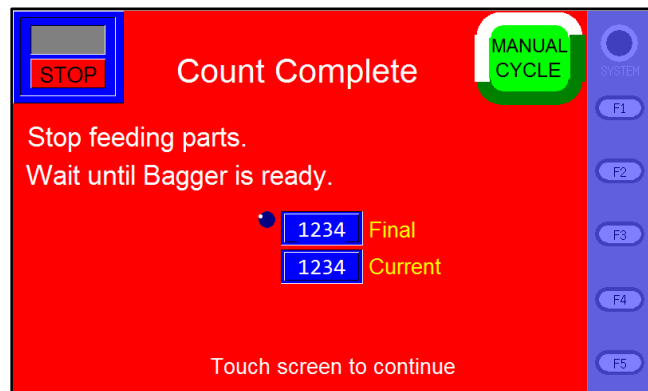 STOP
Count Complete
MANUAL
CYCLE
SYSTEM
F1
Stop feeding parts.
Wait until Bagger is ready.
F2
1234 Final
F3
1234 Current
F4
Touch screen to continue
F5